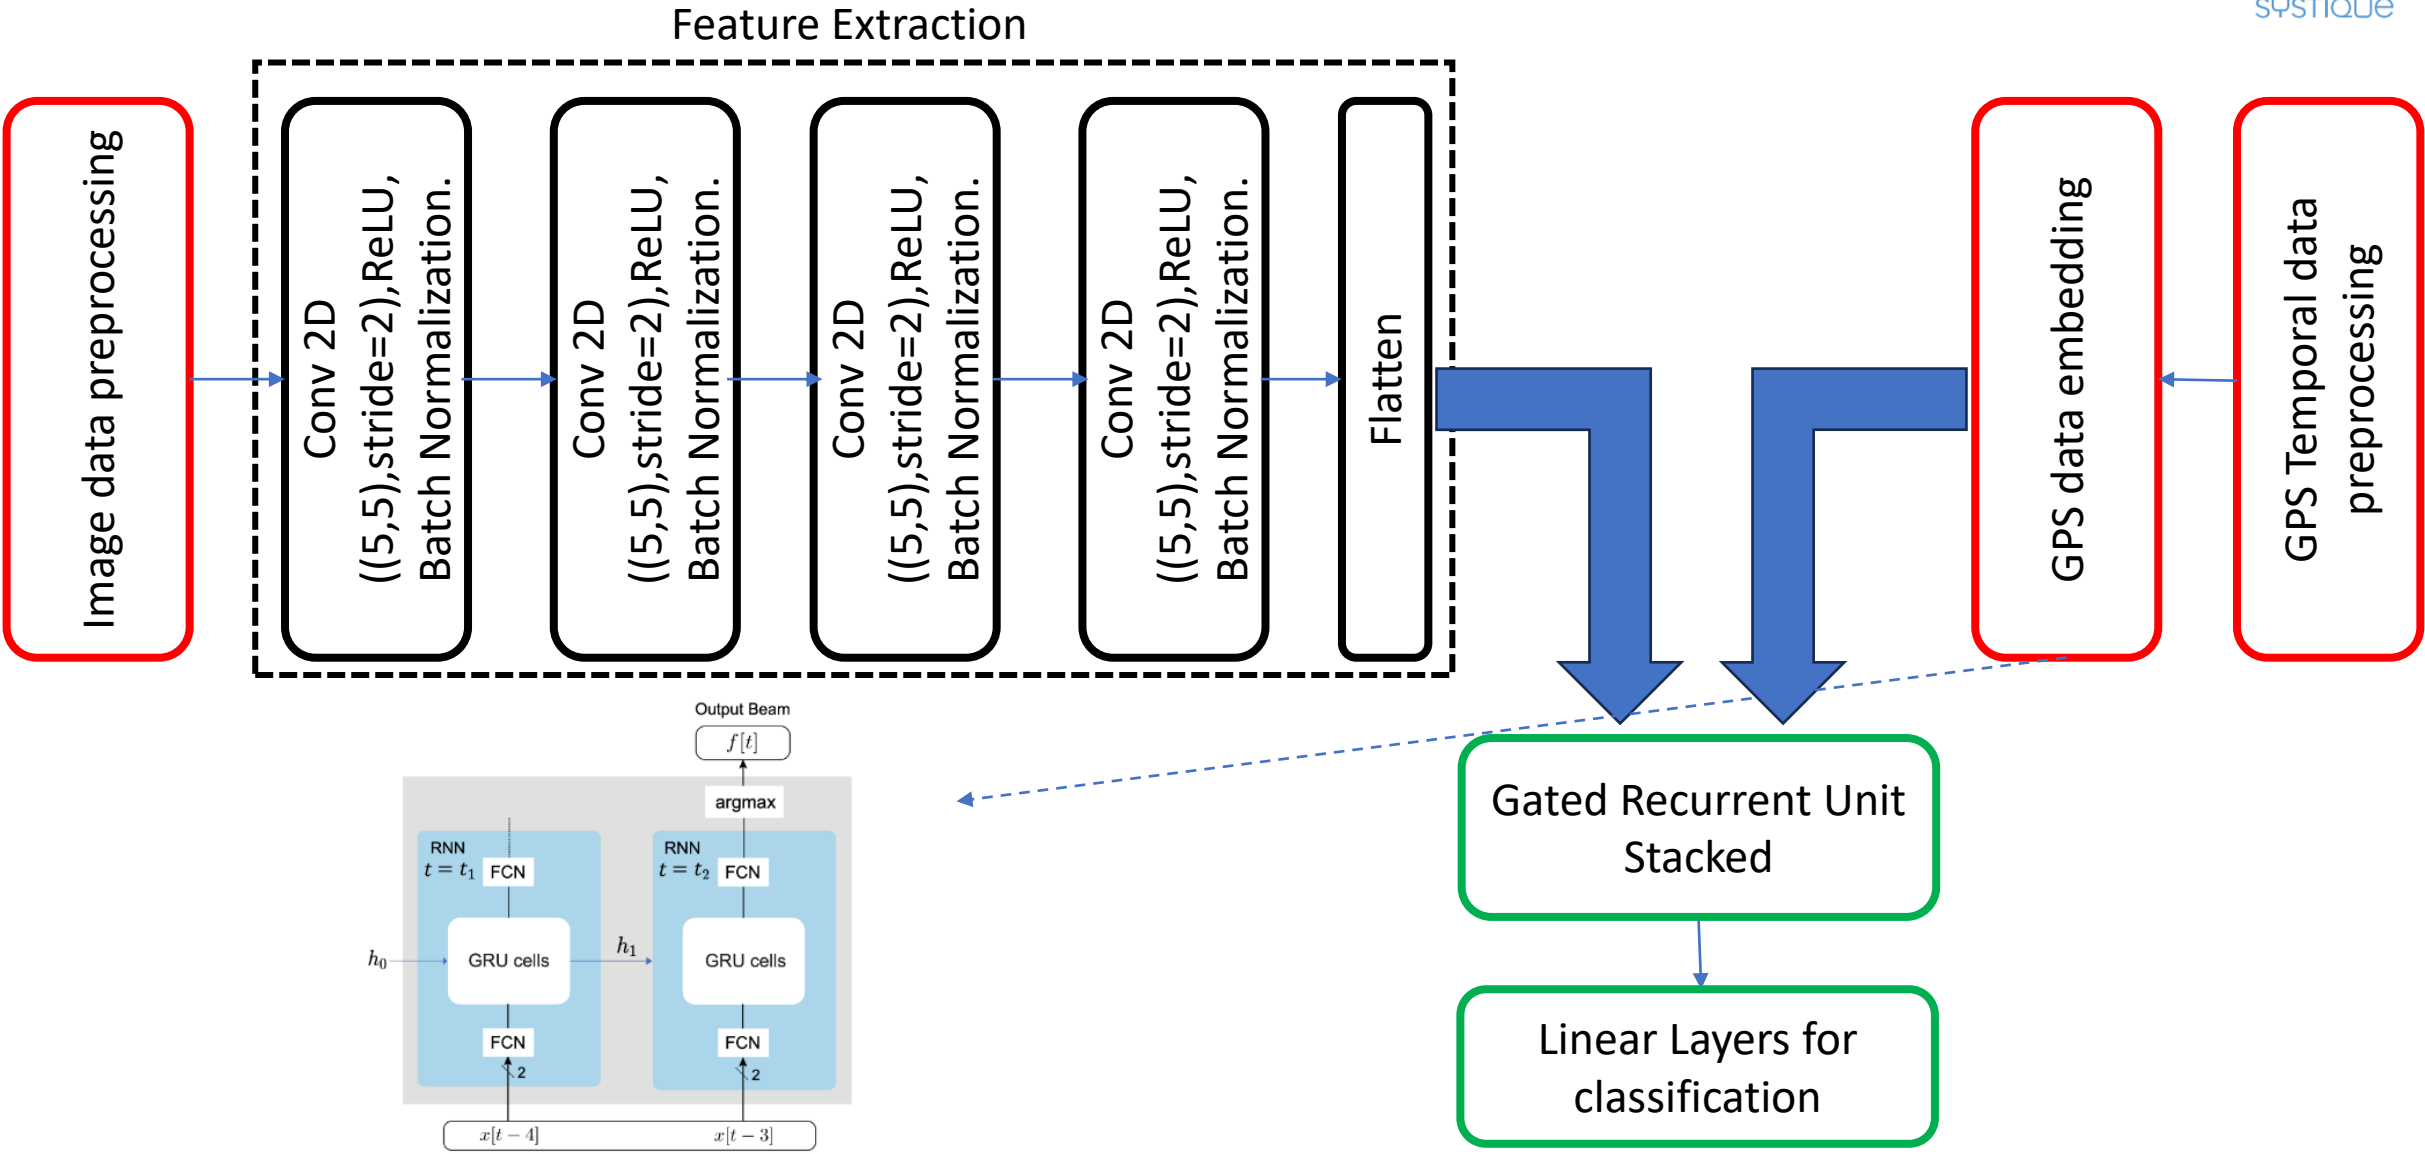 Feature Extraction
systique
Image data preprocessing
Conv 2D
((5,5),stride=2),ReLU,
Batch Normalization.
Conv 2D
((5,5),stride=2),ReLU,
Batch Normalization.
Conv 2D
((5,5),stride=2),ReLU,
Batch Normalization.
Conv 2D
((5,5),stride=2),ReLU,
Batch Normalization.
Flatten
GPS data embedding
GPS Temporal data
preprocessing
Output Beam
f[t]
argmax
RNN
t = t₁
FCN
RNN
t = t₂
FCN
h₀
GRU cells
h₁
GRU cells
FCN
2
FCN
2
x[t − 4]
x[t − 3]
Gated Recurrent Unit
Stacked
Linear Layers for
classification